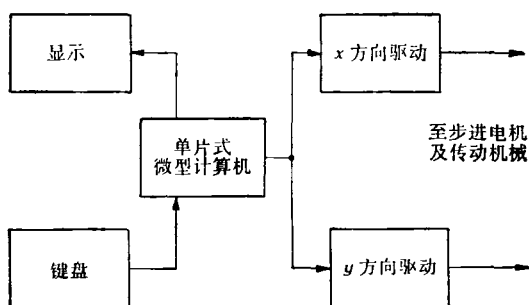 显示
x 方向驱动
单片式
微型计算机
至步进电机
及传动机械
键盘
y 方向驱动